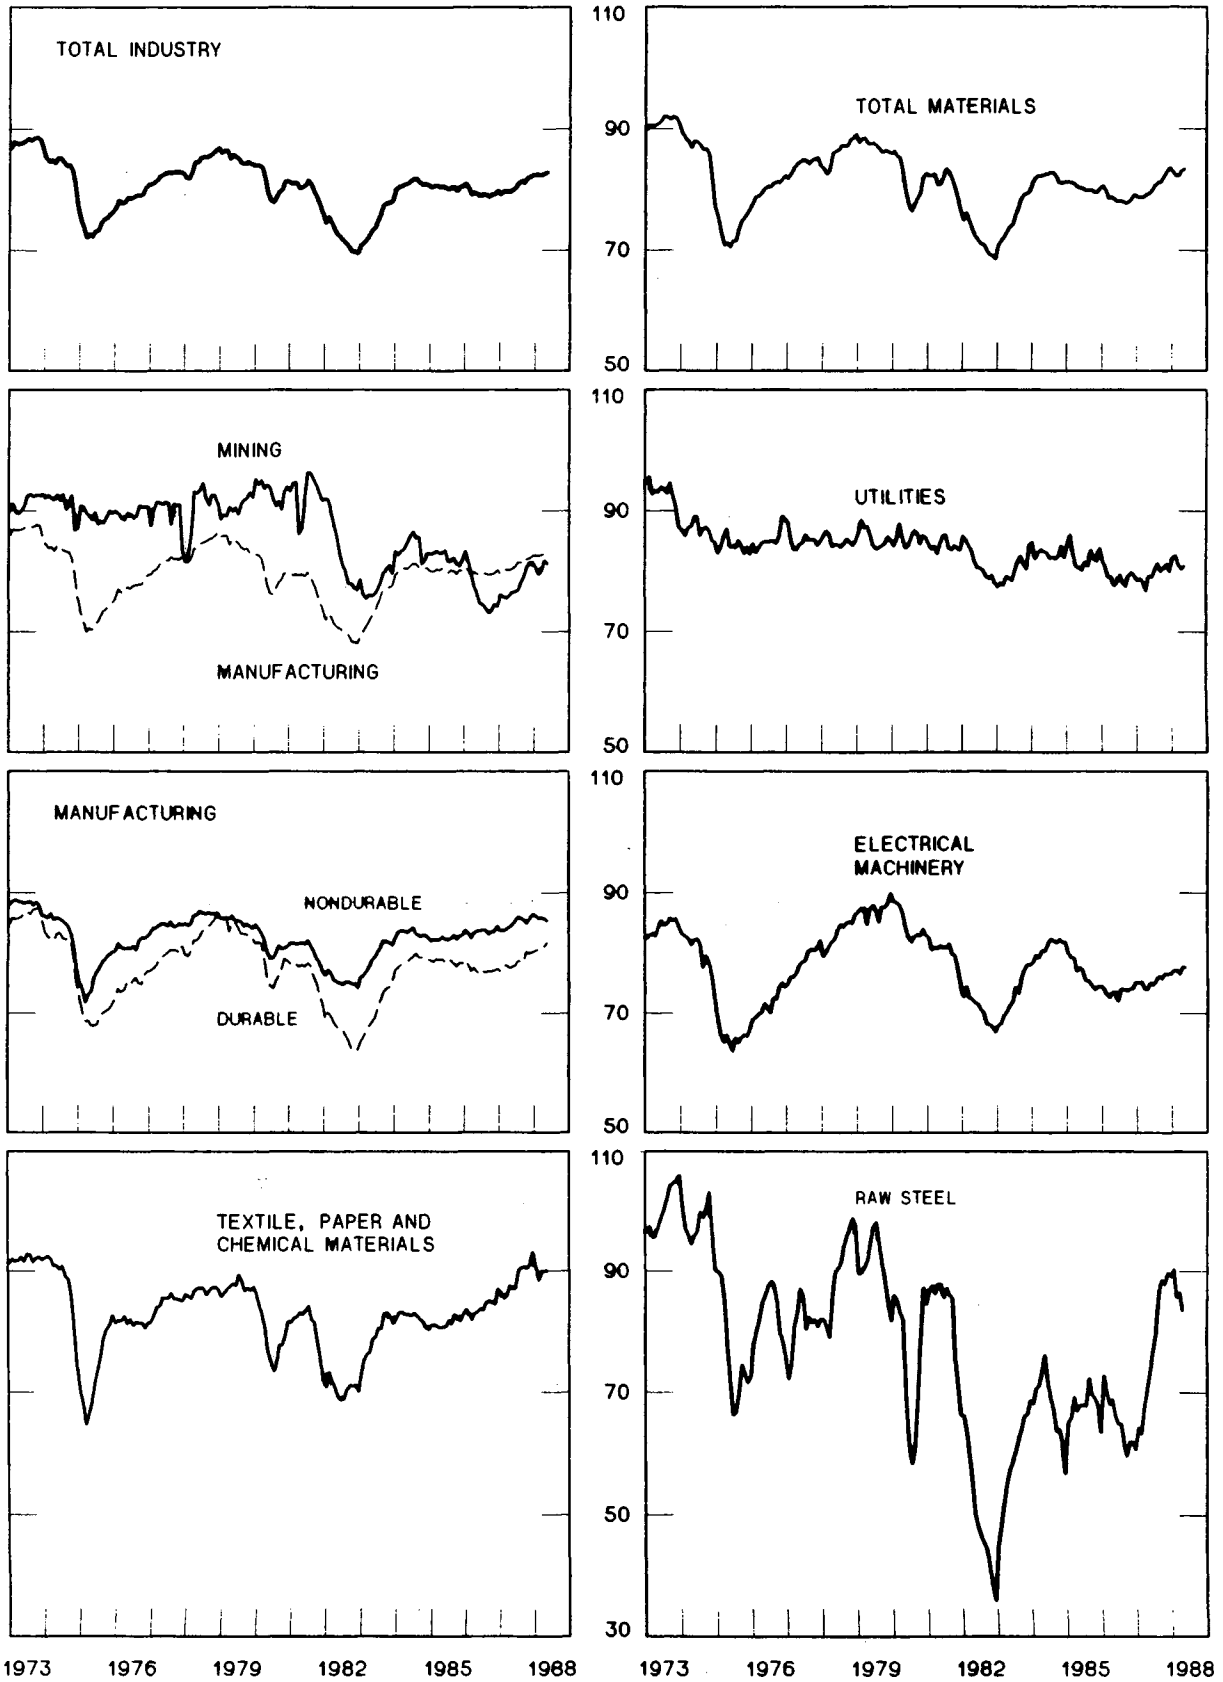 TOTAL INDUSTRY
110
TOTAL MATERIALS
90
70
50
MINING
MANUFACTURING
110
UTILITIES
90
70
50
MANUFACTURING
NONDURABLE
DURABLE
110
ELECTRICAL
MACHINERY
90
70
50
TEXTILE, PAPER AND
CHEMICAL MATERIALS
110
RAW STEEL
90
70
50
30
1973 1976 1979 1982 1985 1988
1973 1976 1979 1982 1985 1988